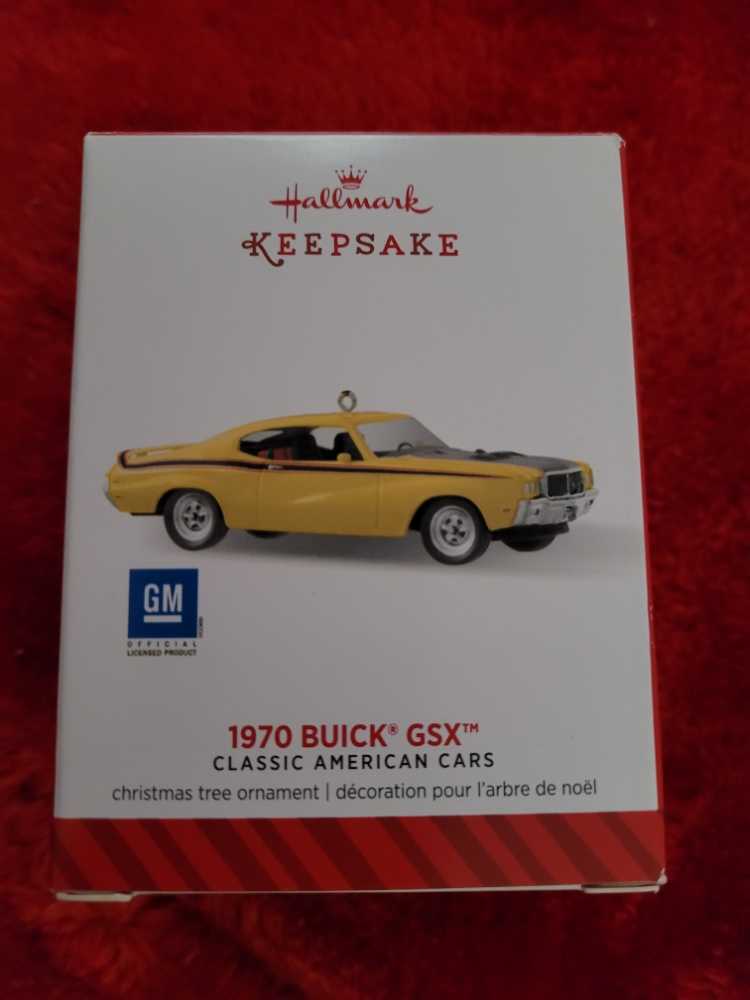 Hallmark
KEEPSAKE
GM
OFFICIAL
LICENSED PRODUCT
1970 BUICK® GSX™
CLASSIC AMERICAN CARS
christmas tree ornament | décoration pour l'arbre de noël